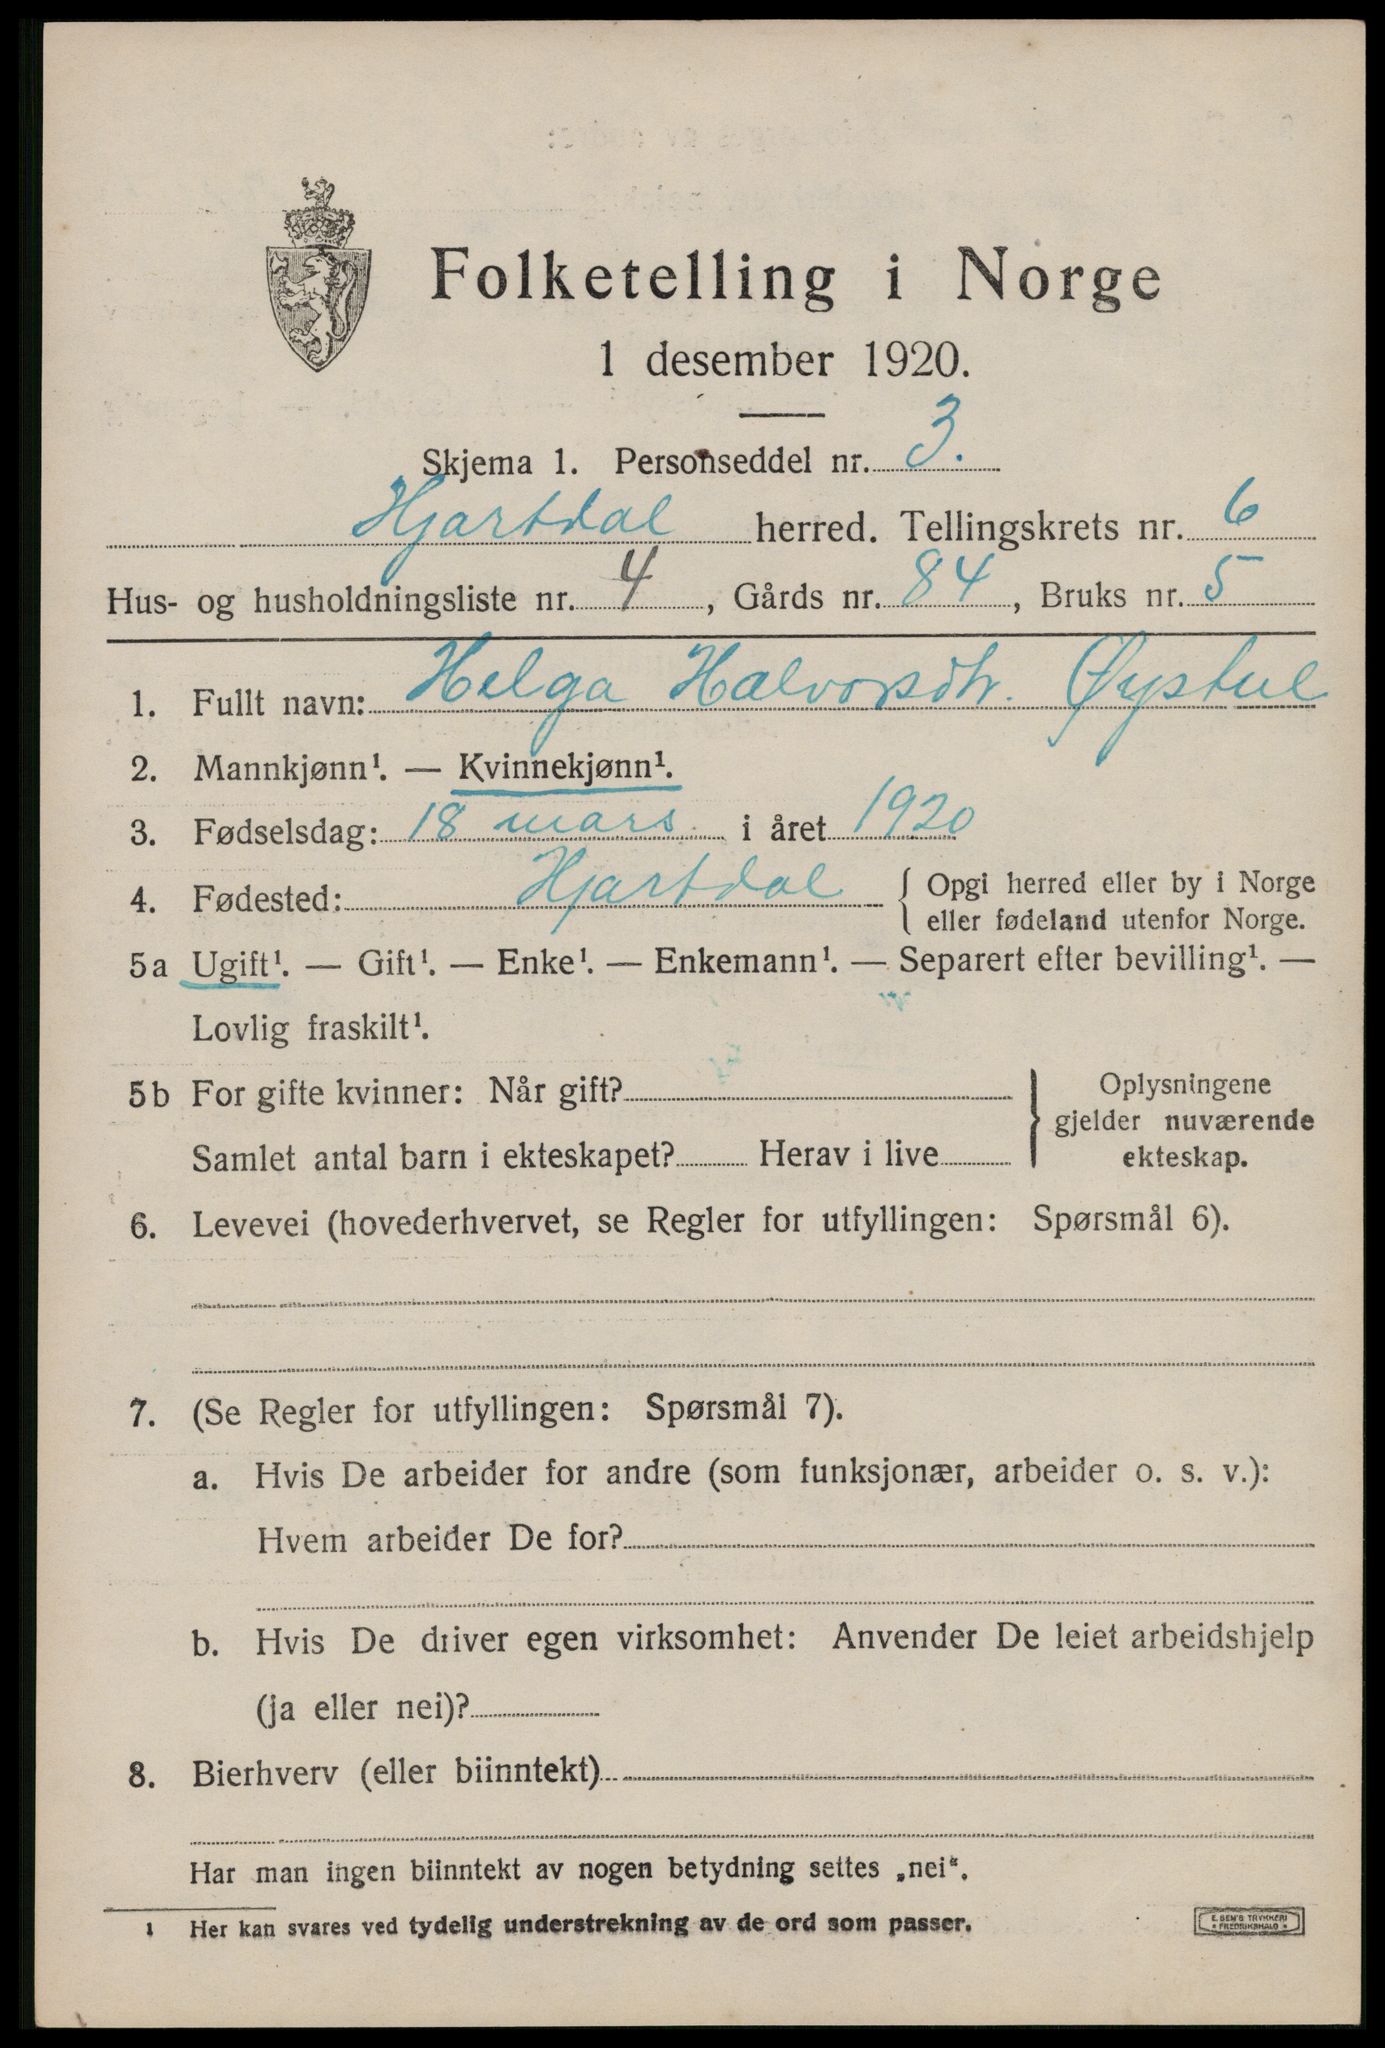 Folketelling i Norge
1 desember 1920.
Skjema 1. Personseddel nr. 3.
Hjartdal herred. Tellingskrets nr. 6
Hus- og husholdningsliste nr. 4, Gårds nr. 84, Bruks nr. 5
1. Fullt navn: Helga Halvorsdtr. Øystul
2. Mannkjønn¹. — Kvinnekjønn¹.
3. Fødselsdag: 18 mars i året 1920
4. Fødested: Hjartdal { Opgi herred eller by i Norge
eller fødeland utenfor Norge.
5a Ugift¹. — Gift¹. — Enke¹. — Enkemann¹. — Separert efter bevilling¹. —
Lovlig fraskilt¹.
5b For gifte kvinner: Når gift? } Oplysningene
gjelder nuværende
Samlet antal barn i ekteskapet? Herav i live ekteskap.
6. Levevei (hovederhvervet, se Regler for utfyllingen: Spørsmål 6).
7. (Se Regler for utfyllingen: Spørsmål 7).
a. Hvis De arbeider for andre (som funksjonær, arbeider o. s. v.):
Hvem arbeider De for?
b. Hvis De driver egen virksomhet: Anvender De leiet arbeidshjelp
(ja eller nei)?
8. Bierhverv (eller biinntekt)
Har man ingen biinntekt av nogen betydning settes „nei“.
1 Her kan svares ved tydelig understrekning av de ord som passer.
E. SEM'S TRYKKERI
FREDRIKSHALD